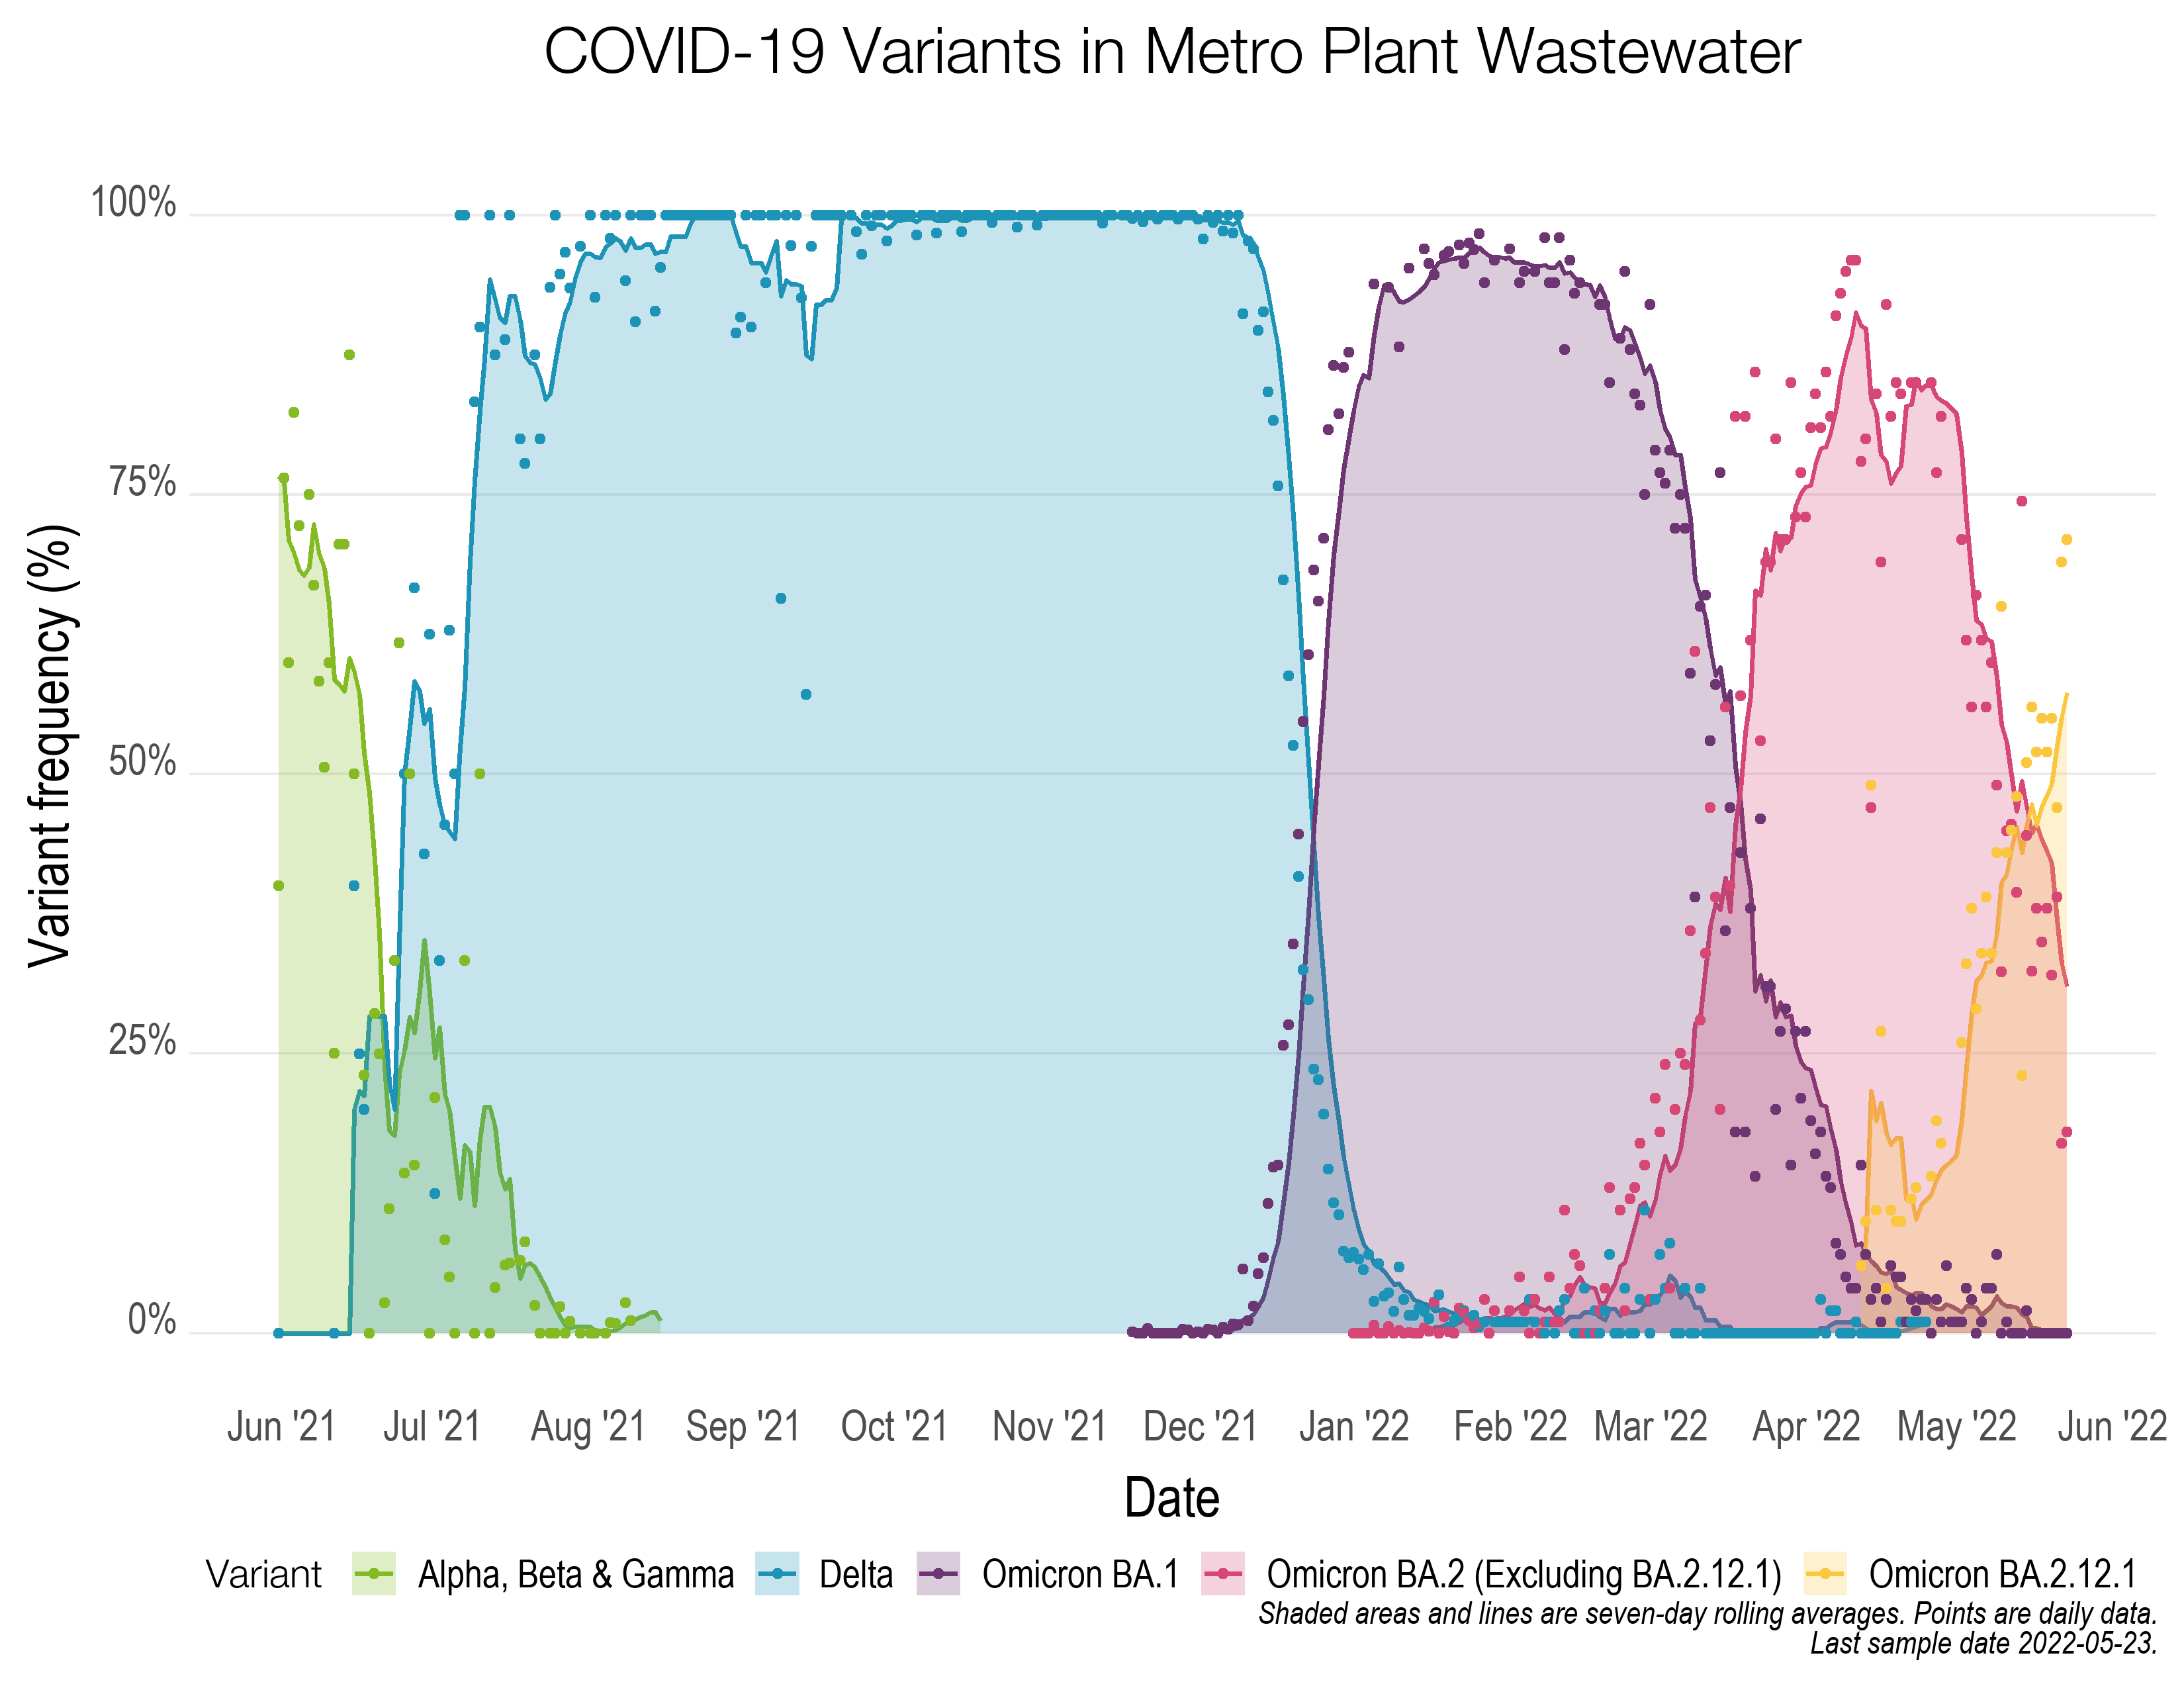 COVID-19 Variants in Metro Plant Wastewater
Variant frequency (%)
100%
75%
50%
25%
0%
Jun '21 Jul '21 Aug '21 Sep '21 Oct '21 Nov '21 Dec '21 Jan '22 Feb '22 Mar '22 Apr '22 May '22 Jun '22
Date
Variant Alpha, Beta & Gamma Delta Omicron BA.1 Omicron BA.2 (Excluding BA.2.12.1) Omicron BA.2.12.1
Shaded areas and lines are seven-day rolling averages. Points are daily data.
Last sample date 2022-05-23.